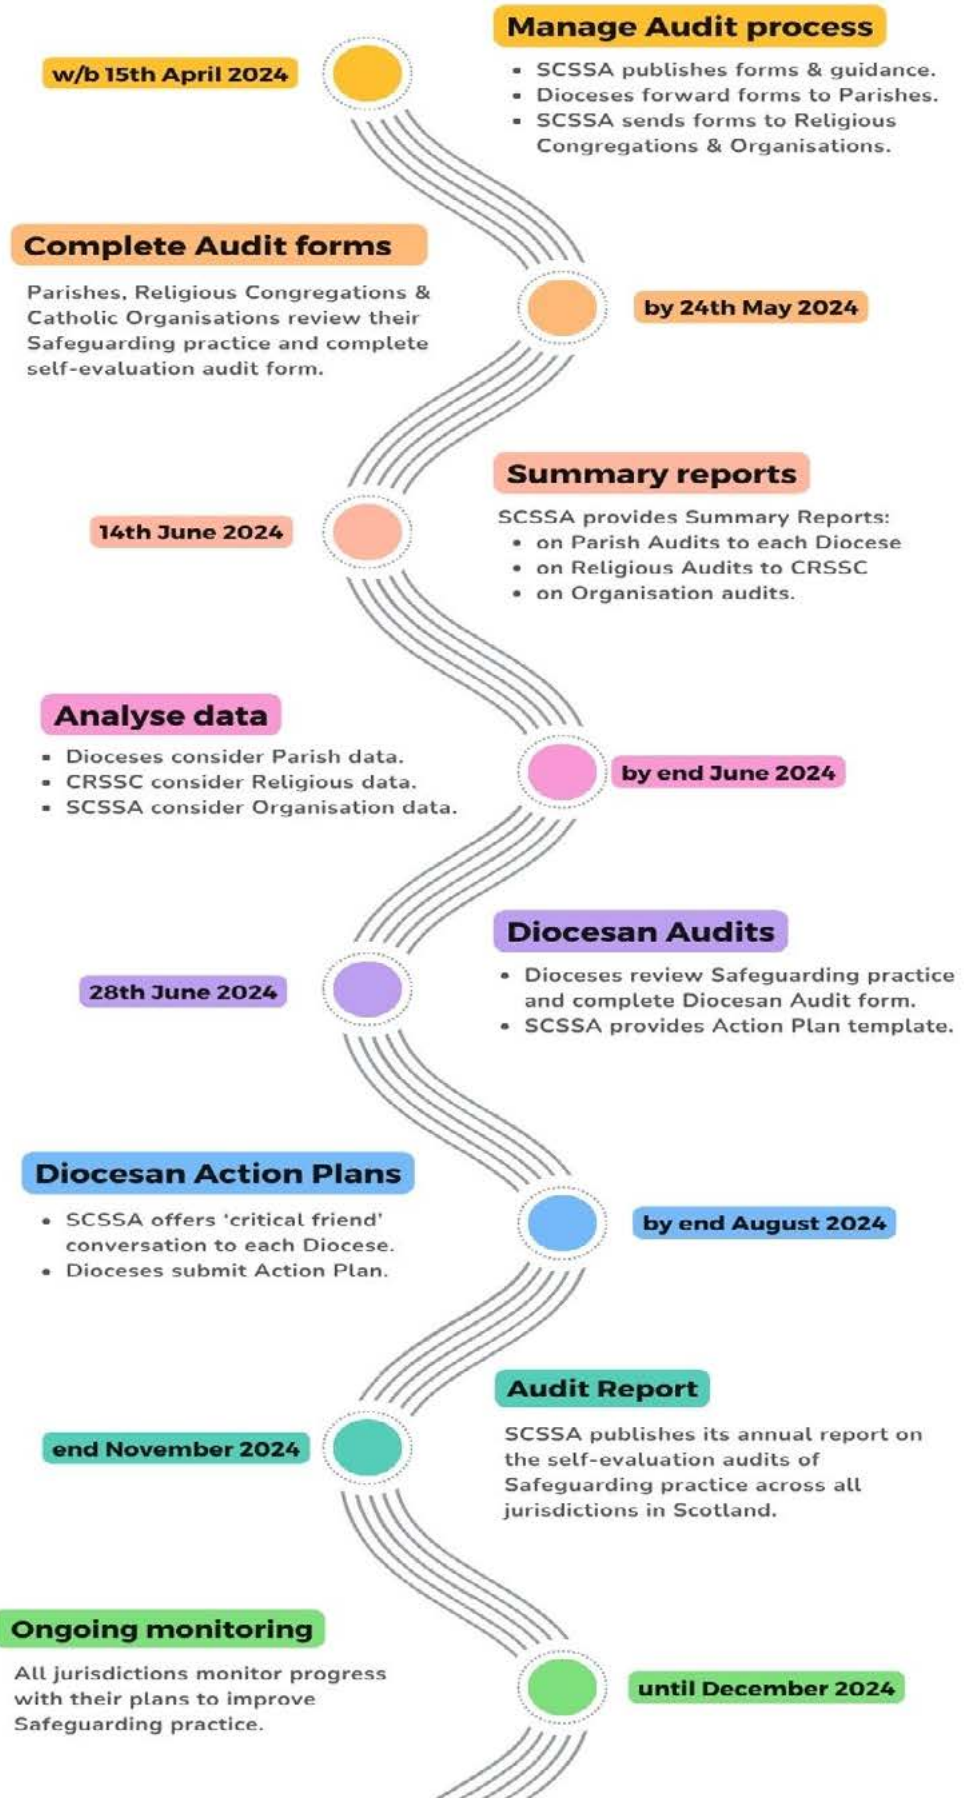 Manage Audit process
w/b 15th April 2024
▪ SCSSA publishes forms & guidance.
▪ Dioceses forward forms to Parishes.
▪ SCSSA sends forms to Religious
Congregations & Organisations.
Complete Audit forms
Parishes, Religious Congregations &
Catholic Organisations review their
Safeguarding practice and complete
self-evaluation audit form.
by 24th May 2024
Summary reports
14th June 2024
SCSSA provides Summary Reports:
• on Parish Audits to each Diocese
• on Religious Audits to CRSSC
• on Organisation audits.
Analyse data
▪ Dioceses consider Parish data.
▪ CRSSC consider Religious data.
▪ SCSSA consider Organisation data.
by end June 2024
Diocesan Audits
28th June 2024
• Dioceses review Safeguarding practice
and complete Diocesan Audit form.
• SCSSA provides Action Plan template.
Diocesan Action Plans
• SCSSA offers ‘critical friend’
conversation to each Diocese.
• Dioceses submit Action Plan.
by end August 2024
Audit Report
end November 2024
SCSSA publishes its annual report on
the self-evaluation audits of
Safeguarding practice across all
jurisdictions in Scotland.
Ongoing monitoring
All jurisdictions monitor progress
with their plans to improve
Safeguarding practice.
until December 2024